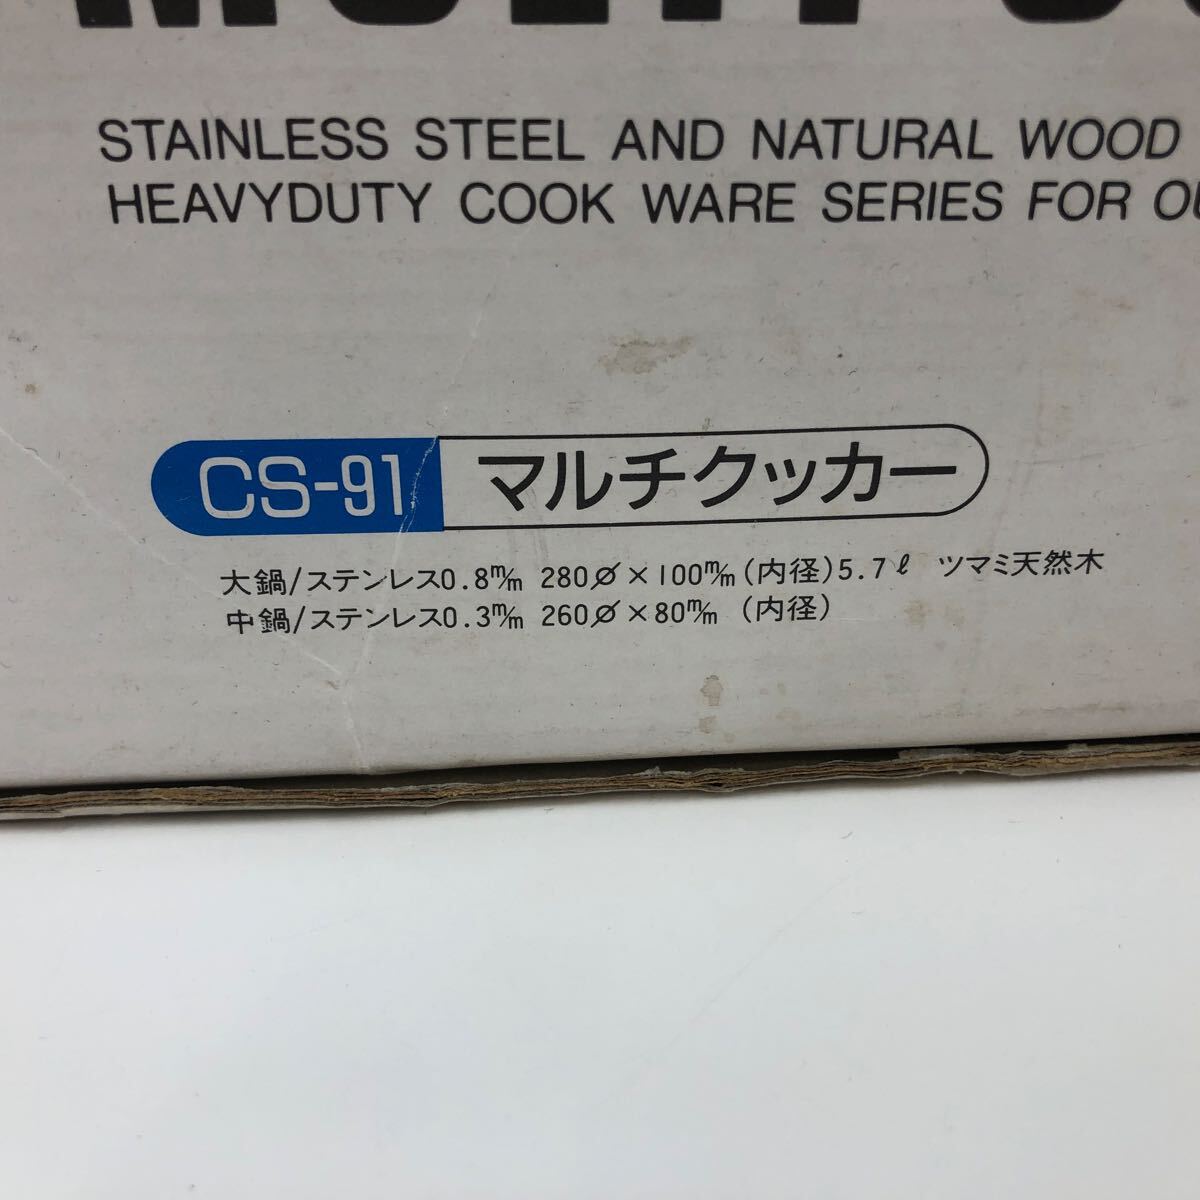 STAINLESS STEEL AND NATURAL WOOD
HEAVYDUTY COOK WARE SERIES FOR
CS-91 マルチクッカー
大鍋/ステンレス0.8m/m 280∅×100m/m(内径)5.7ℓ ツマミ天然木
中鍋/ステンレス0.3m/m 260∅×80m/m (内径)